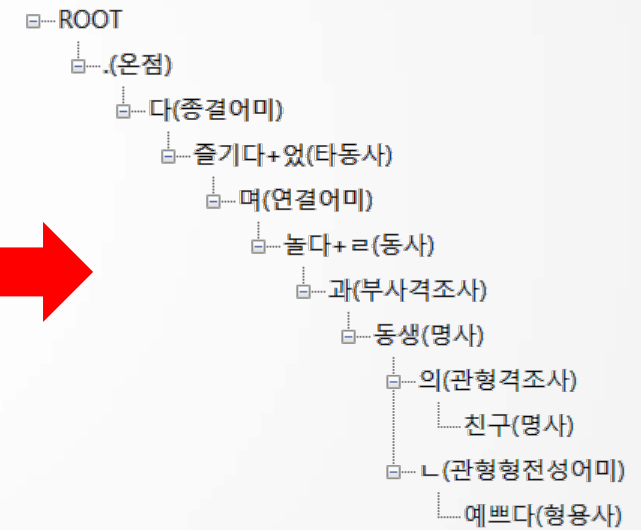 ROOT
.(온점)
다(종결어미)
즐기다+었(타동사)
며(연결어미)
놀다+ㄹ(동사)
과(부사격조사)
동생(명사)
의(관형격조사)
친구(명사)
ㄴ(관형형전성어미)
예쁘다(형용사)